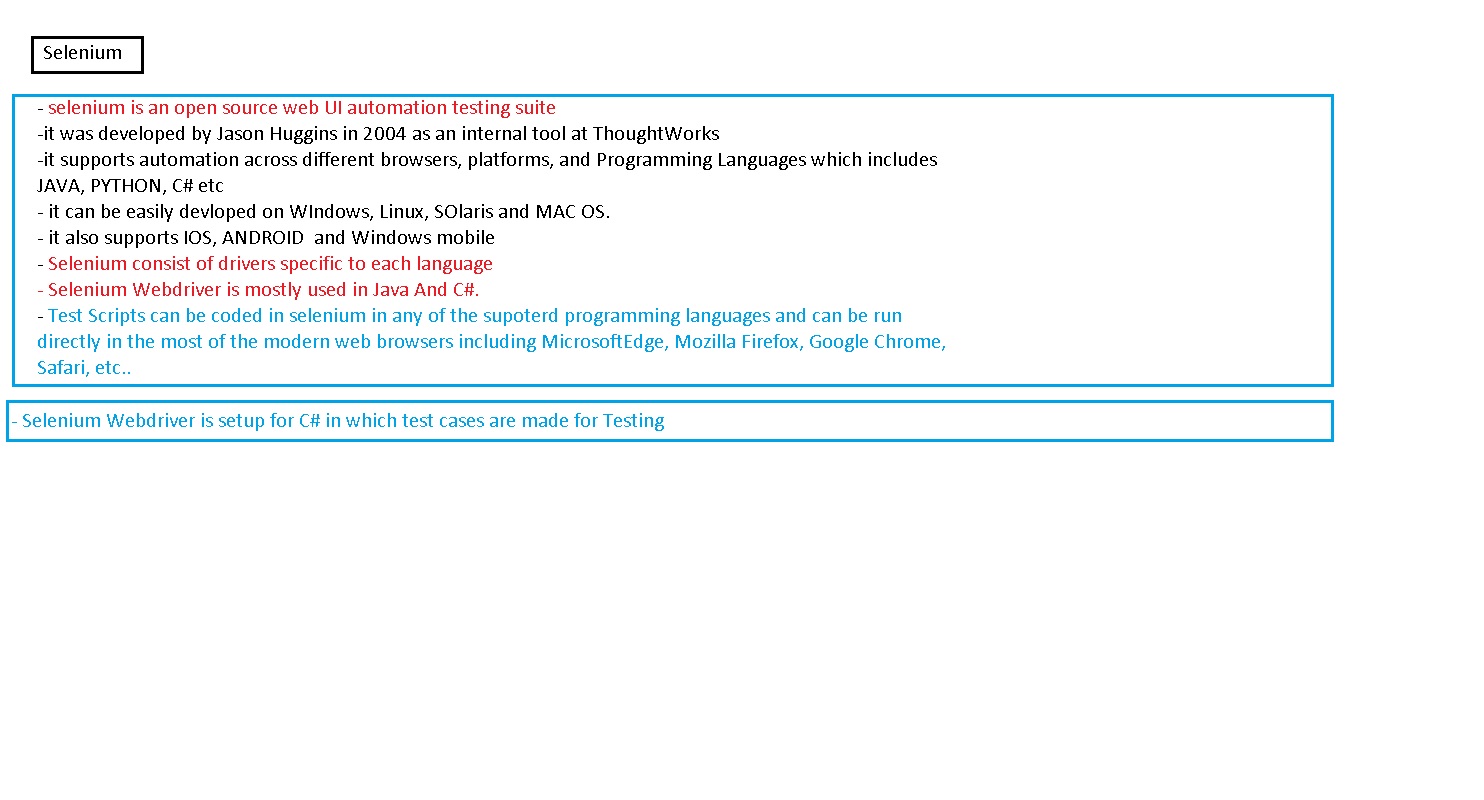 Selenium
- selenium is an open source web UI automation testing suite
-it was developed by Jason Huggins in 2004 as an internal tool at ThoughtWorks
-it supports automation across different browsers, platforms, and Programming Languages which includes
JAVA, PYTHON, C# etc
- it can be easily devloped on WIndows, Linux, SOlaris and MAC OS.
- it also supports IOS, ANDROID  and Windows mobile
- Selenium consist of drivers specific to each language
- Selenium Webdriver is mostly used in Java And C#.
- Test Scripts can be coded in selenium in any of the supoterd programming languages and can be run
directly in the most of the modern web browsers including MicrosoftEdge, Mozilla Firefox, Google Chrome,
Safari, etc..
- Selenium Webdriver is setup for C# in which test cases are made for Testing